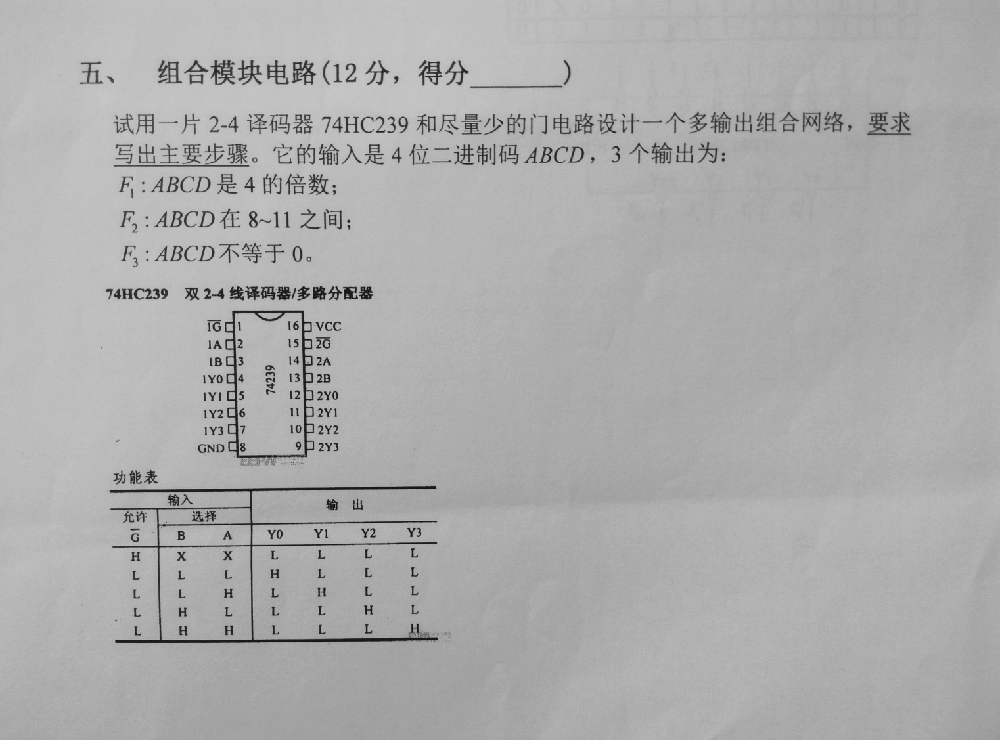 五、 组合模块电路(12 分，得分______)
试用一片 2-4 译码器 74HC239 和尽量少的门电路设计一个多输出组合网络，要求
写出主要步骤。它的输入是 4 位二进制码 ABCD，3 个输出为：
F₁ : ABCD 是 4 的倍数；
F₂ : ABCD 在 8~11 之间；
F₃ : ABCD 不等于 0。
74HC239 双 2-4 线译码器/多路分配器
1G̅ 1 16 VCC
1A 2 15 2G̅
1B 3 14 2A
1Y0 4 13 2B
1Y1 5 12 2Y0
1Y2 6 11 2Y1
1Y3 7 10 2Y2
GND 8 9 2Y3
74239
功能表
输入 输 出
允许 选择
G̅ B A Y0 Y1 Y2 Y3
H X X L L L L
L L L H L L L
L L H L H L L
L H L L L H L
L H H L L L H